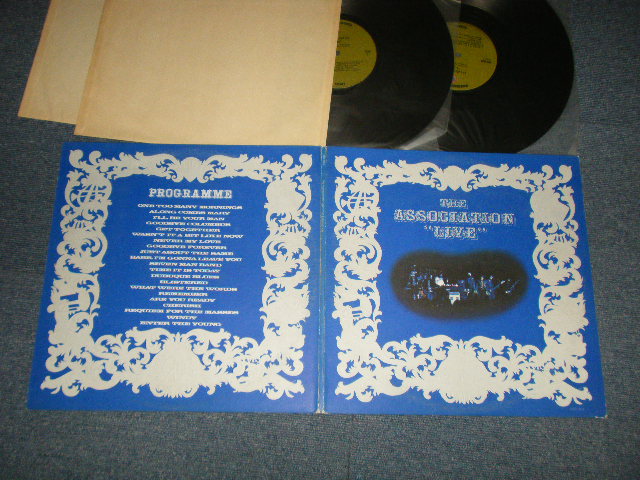 PROGRAMME
ONE TOO MANY MORNINGS
ALONG COMES MARY
I'LL BE YOUR MAN
GOODBYE COLUMBUS
GET TOGETHER
WASN'T IT A BIT LIKE NOW
NEVER MY LOVE
GOODBYE FOREVER
JUST ABOUT THE SAME
BABE, I'M GONNA LEAVE YOU
SEVEN MAN BAND
TIME IT IS TODAY
DUBUQUE BLUES
BLISTERED
WHAT WERE THE WORDS
REMEMBER
ARE YOU READY
CHERISH
REQUIEM FOR THE MASSES
WINDY
ENTER THE YOUNG
THE
ASSOCIATION
"LIVE"